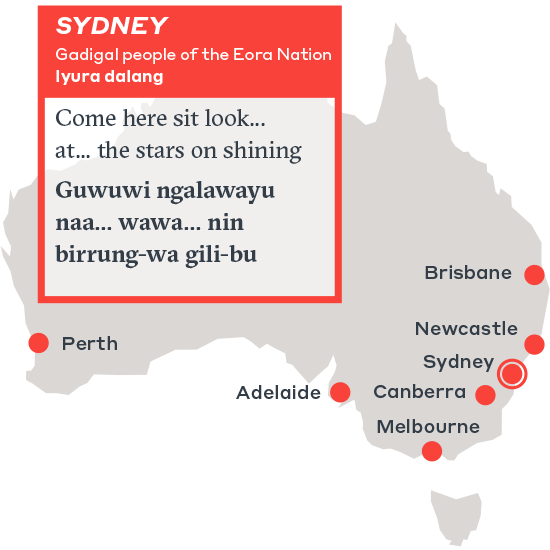 SYDNEY
Gadigal people of the Eora Nation
Iyura dalang
Come here sit look...
at... the stars on shining
Guwuwi ngalawayu
naa... wawa... nin
birrung-wa gili-bu
Brisbane
Newcastle
Perth
Sydney
Adelaide
Canberra
Melbourne